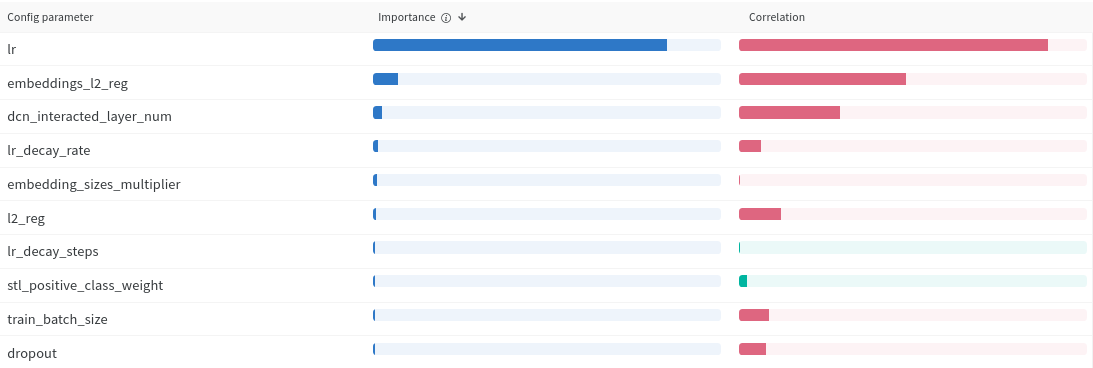 Config parameter Importance ⓘ ↓ Correlation
lr
embeddings_l2_reg
dcn_interacted_layer_num
lr_decay_rate
embedding_sizes_multiplier
l2_reg
lr_decay_steps
stl_positive_class_weight
train_batch_size
dropout